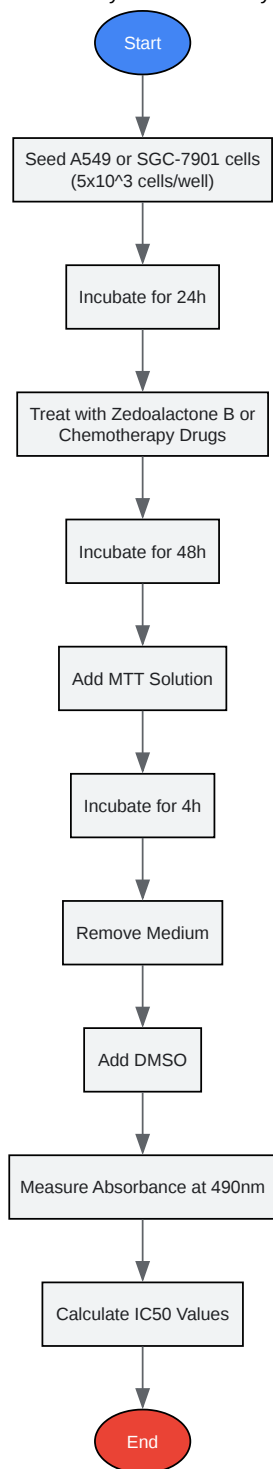 Start
Seed A549 or SGC-7901 cells
(5x10^3 cells/well)
Incubate for 24h
Treat with Zedoalactone B or
Chemotherapy Drugs
Incubate for 48h
Add MTT Solution
Incubate for 4h
Remove Medium
Add DMSO
Measure Absorbance at 490nm
Calculate IC50 Values
End